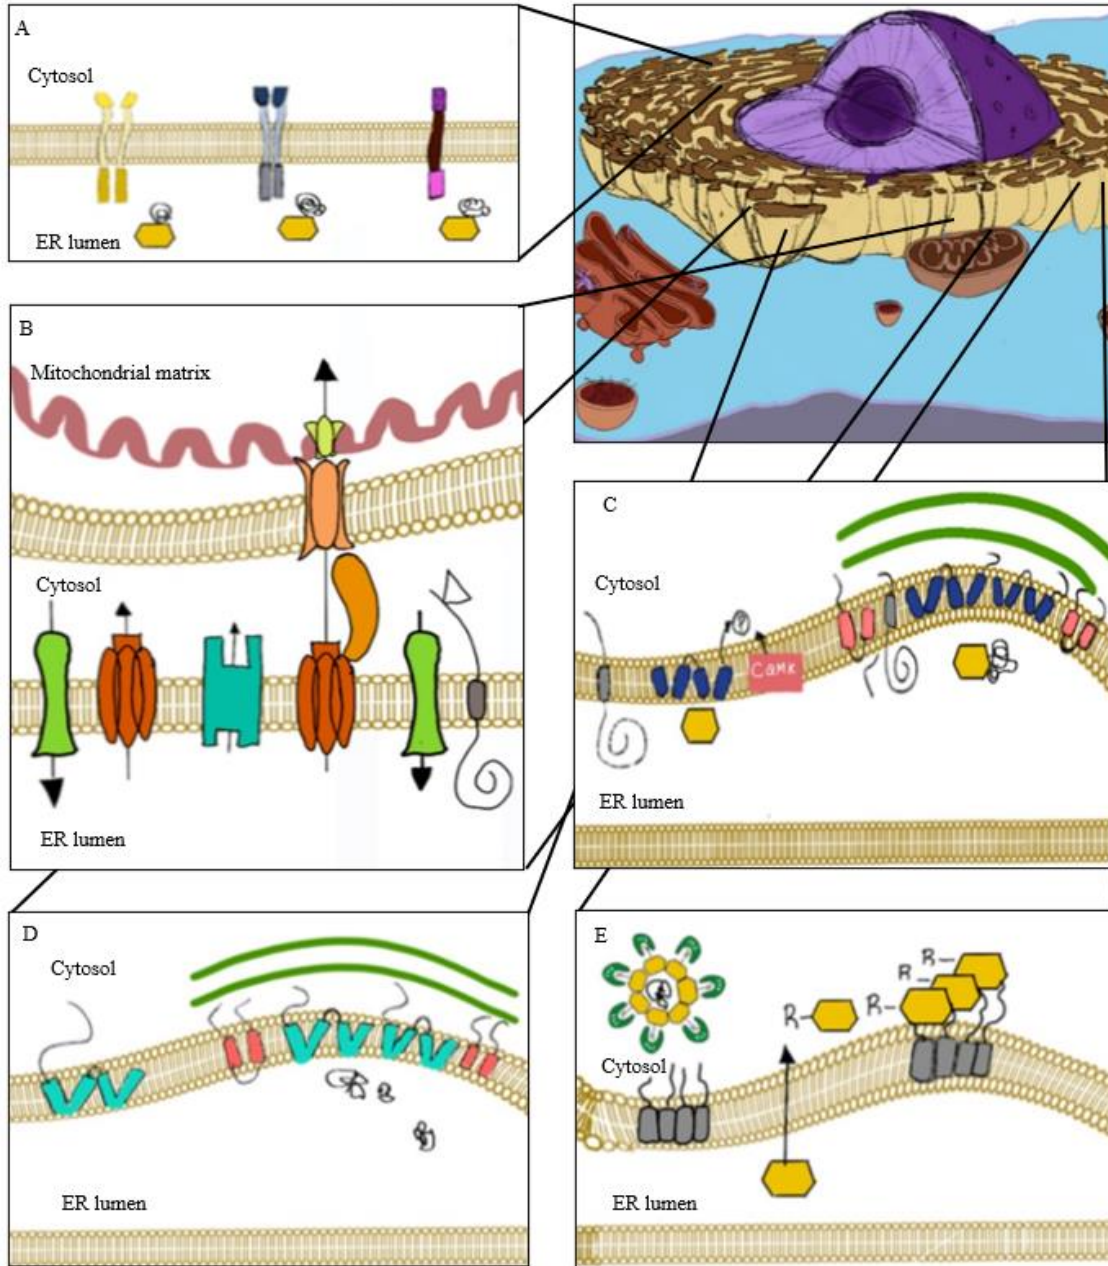 A
Cytosol
ER lumen
B
Mitochondrial matrix
Cytosol
ER lumen
C
Cytosol
P
CaMK
ER lumen
D
Cytosol
ER lumen
E
R-
R-
R-
R-
Cytosol
ER lumen